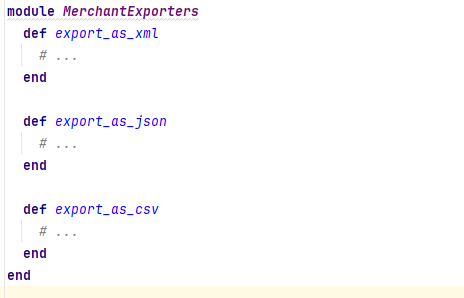 module MerchantExporters
  def export_as_xml
    # ...
  end

  def export_as_json
    # ...
  end

  def export_as_csv
    # ...
  end
end